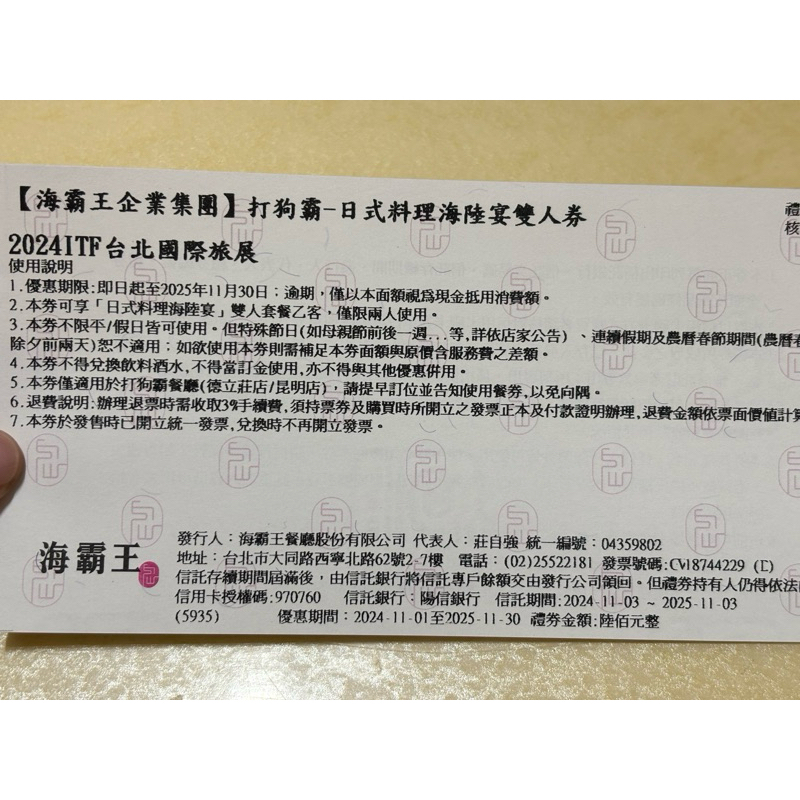 【海霸王企業集團】打狗霸-日式料理海陸宴雙人券
禮
核
2024ITF台北國際旅展
使用說明
1.優惠期限:即日起至2025年11月30日；逾期，僅以本面額視為現金抵用消費額。
2.本券可享「日式料理海陸宴」雙人套餐乙客，僅限兩人使用。
3.本券不限平/假日皆可使用。但特殊節日(如母親節前後一週...等,詳依店家公告）、連續假期及農曆春節期間(農曆春
除夕前兩天)恕不適用；如欲使用本券則需補足本券面額與原價含服務費之差額。
4.本券不得兌換飲料酒水,不得當訂金使用,亦不得與其他優惠併用。
5.本券僅適用於打狗霸餐廳(德立莊店/昆明店)，請提早訂位並告知使用餐券,以免向隅。
6.退費說明:辦理退票時需收取3%手續費,須持票券及購買時所開立之發票正本及付款證明辦理,退費金額依票面價值計算
7.本券於發售時已開立統一發票,兌換時不再開立發票。
海霸王
發行人：海霸王餐廳股份有限公司 代表人：莊自強 統一編號：04359802
地址：台北市大同路西寧北路62號2-7樓 電話：(02)25522181 發票號碼:CV18744229 (E)
信託存續期間屆滿後，由信託銀行將信託專戶餘額交由發行公司領回。但禮券持有人仍得依法
信用卡授權碼:970760 信託銀行：陽信銀行 信託期間:2024-11-03 ~ 2025-11-03
(5935) 優惠期間：2024-11-01至2025-11-30 禮券金額:陸佰元整